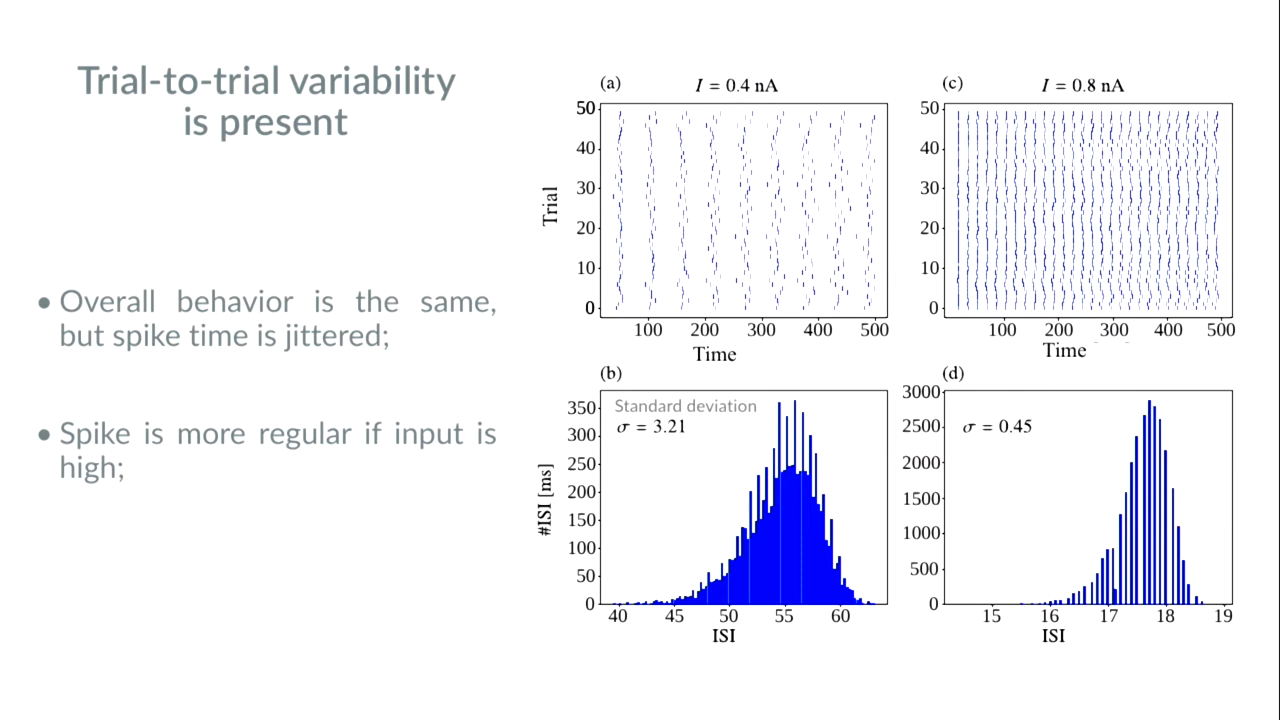 Trial-to-trial variability
is present
• Overall behavior is the same,
but spike time is jittered;
• Spike is more regular if input is
high;
(a)
I = 0.4 nA
50
40
30
20
10
0
Trial
100 200 300 400 500
Time
(c)
I = 0.8 nA
50
40
30
20
10
0
100 200 300 400 500
Time
(b)
Standard deviation
σ = 3.21
350
300
250
200
150
100
50
0
#ISI [ms]
40 45 50 55 60
ISI
(d)
σ = 0.45
3000
2500
2000
1500
1000
500
0
15 16 17 18 19
ISI